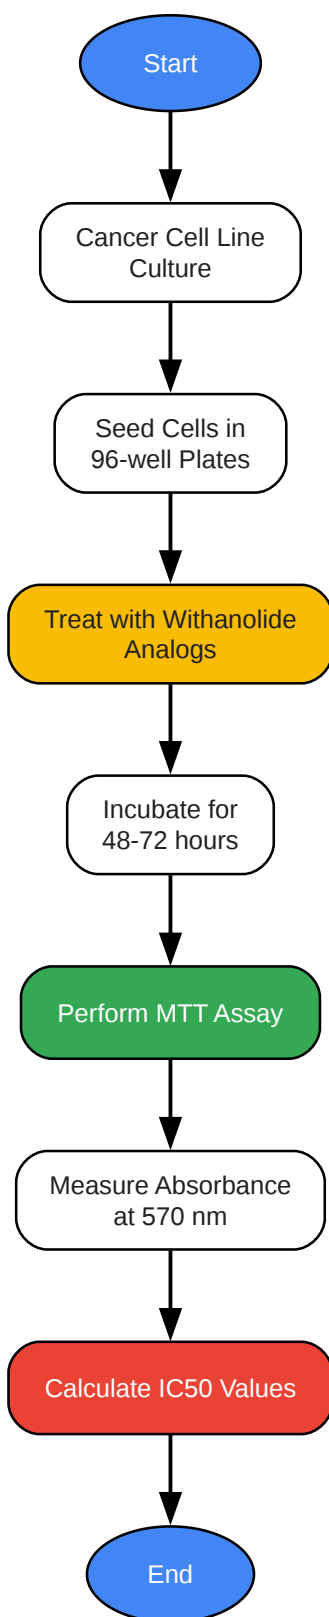 Start
Cancer Cell Line
Culture
Seed Cells in
96-well Plates
Treat with Withanolide
Analogs
Incubate for
48-72 hours
Perform MTT Assay
Measure Absorbance
at 570 nm
Calculate IC50 Values
End